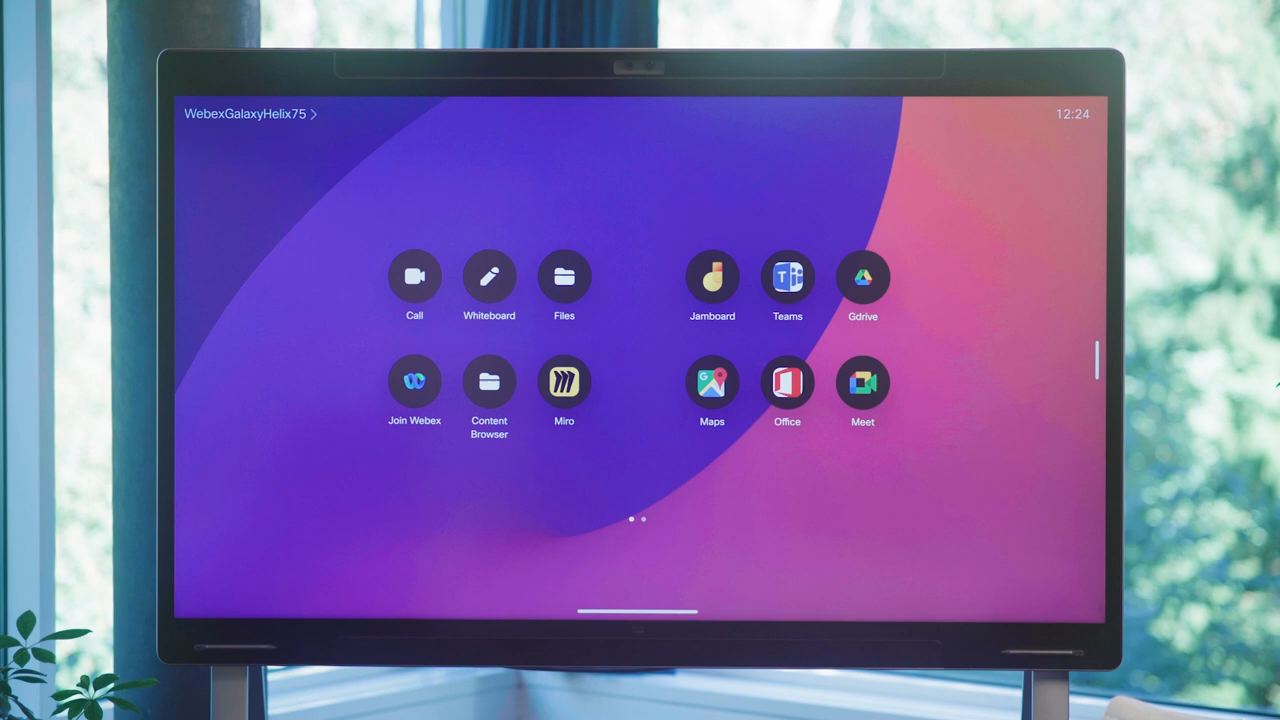 WebexGalaxyHelix75
12:24
Call
Whiteboard
Files
Jamboard
Teams
Gdrive
Join Webex
Content
Browser
Miro
Maps
Office
Meet